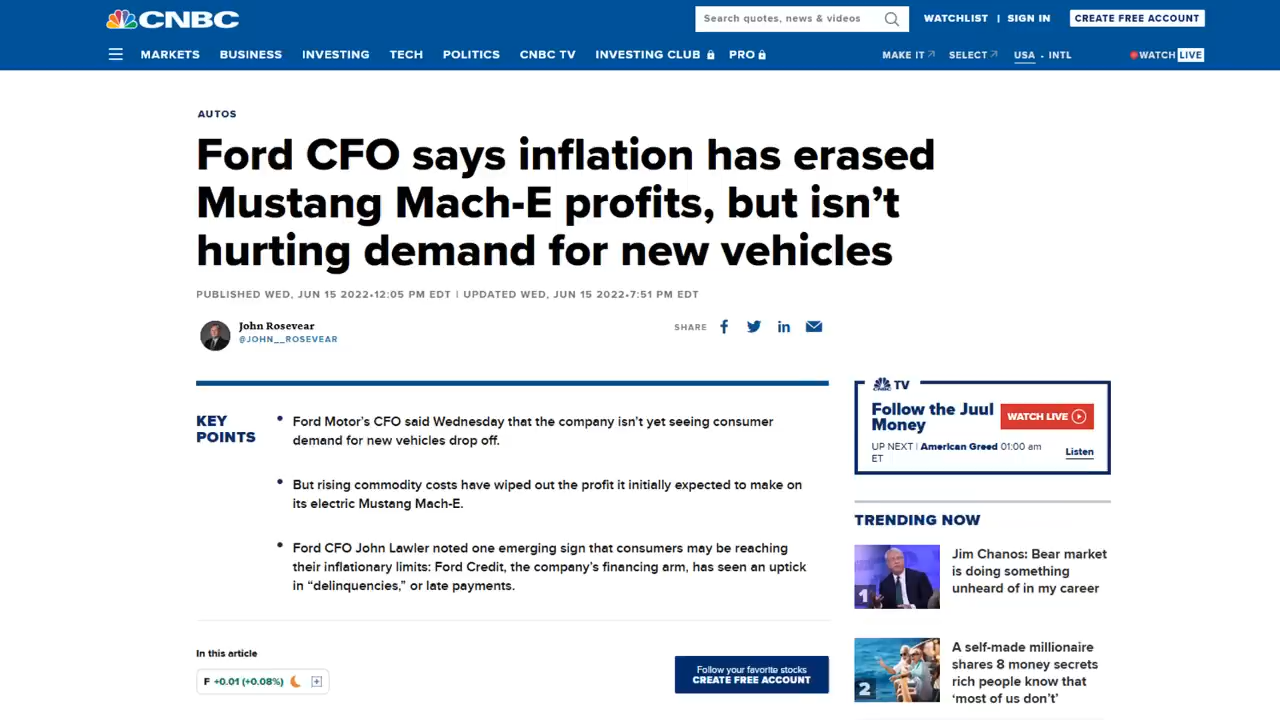 CNBC
Search quotes, news & videos
WATCHLIST | SIGN IN
CREATE FREE ACCOUNT
MARKETS BUSINESS INVESTING TECH POLITICS CNBC TV INVESTING CLUB PRO
MAKE IT SELECT USA • INTL
WATCH LIVE
AUTOS
Ford CFO says inflation has erased
Mustang Mach-E profits, but isn’t
hurting demand for new vehicles
PUBLISHED WED, JUN 15 2022•12:05 PM EDT | UPDATED WED, JUN 15 2022•7:51 PM EDT
John Rosevear
@JOHN__ROSEVEAR
SHARE
KEY
POINTS
• Ford Motor’s CFO said Wednesday that the company isn’t yet seeing consumer
demand for new vehicles drop off.
• But rising commodity costs have wiped out the profit it initially expected to make on
its electric Mustang Mach-E.
• Ford CFO John Lawler noted one emerging sign that consumers may be reaching
their inflationary limits: Ford Credit, the company’s financing arm, has seen an uptick
in “delinquencies,” or late payments.
In this article
F +0.01 (+0.08%)
Follow your favorite stocks
CREATE FREE ACCOUNT
CNBC TV
Follow the Juul
Money
WATCH LIVE
UP NEXT | American Greed 01:00 am
ET
Listen
TRENDING NOW
1
Jim Chanos: Bear market
is doing something
unheard of in my career
2
A self-made millionaire
shares 8 money secrets
rich people know that
‘most of us don’t’